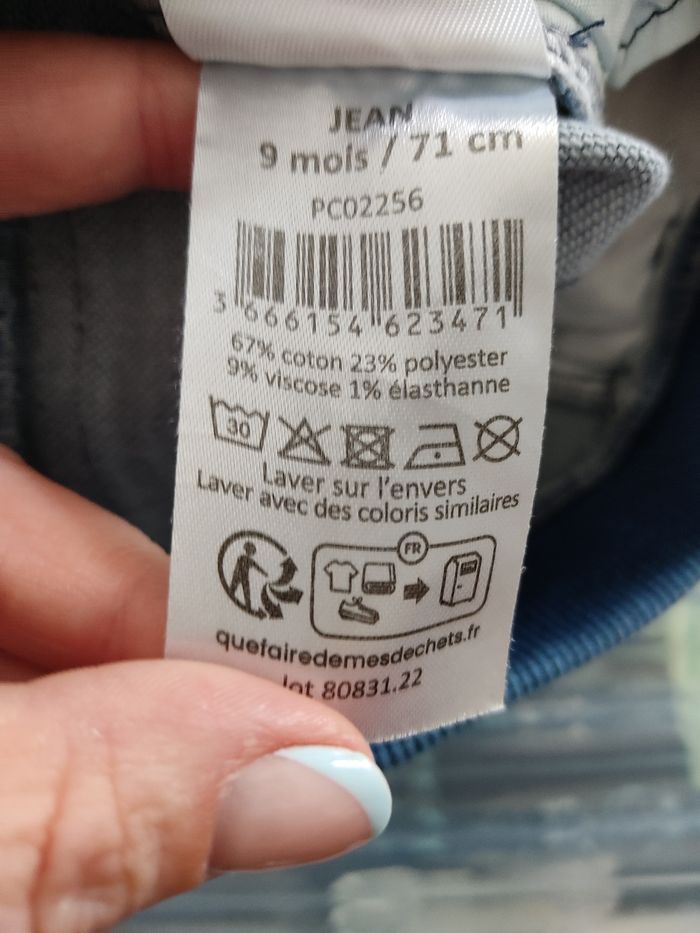 JEAN
9 mois / 71 cm
PC02256
3 666154 623471
67% coton 23% polyester
9% viscose 1% élasthanne
30
Laver sur l'envers
Laver avec des coloris similaires
FR
quefairedemesdechets.fr
lot 80831.22